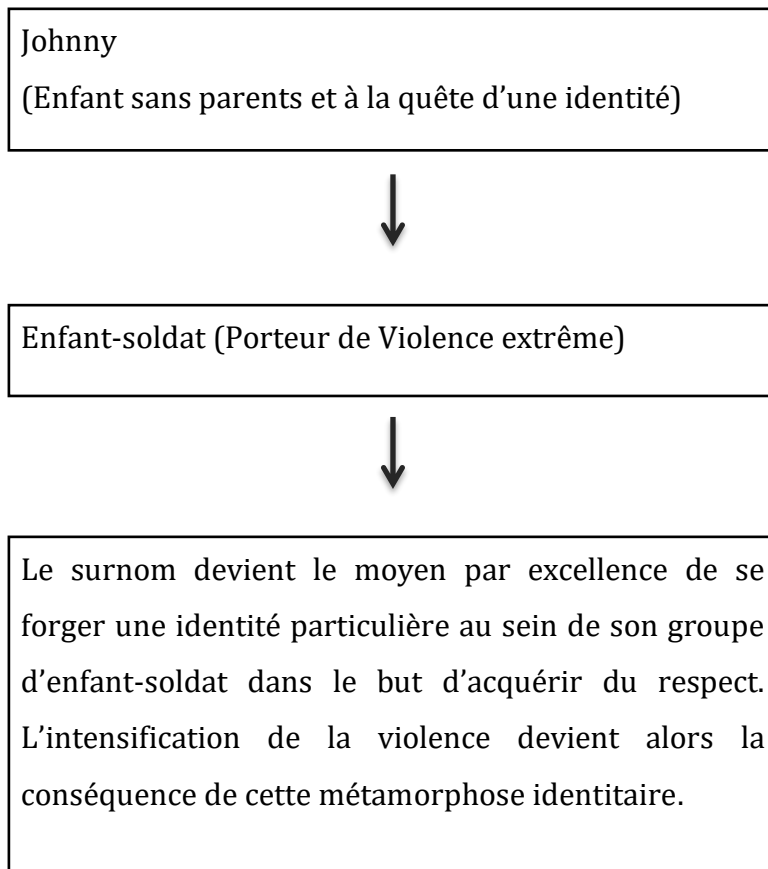 Johnny
(Enfant sans parents et à la quête d’une identité)
Enfant-soldat (Porteur de Violence extrême)
Le surnom devient le moyen par excellence de se
forger une identité particulière au sein de son groupe
d’enfant-soldat dans le but d’acquérir du respect.
L’intensification de la violence devient alors la
conséquence de cette métamorphose identitaire.